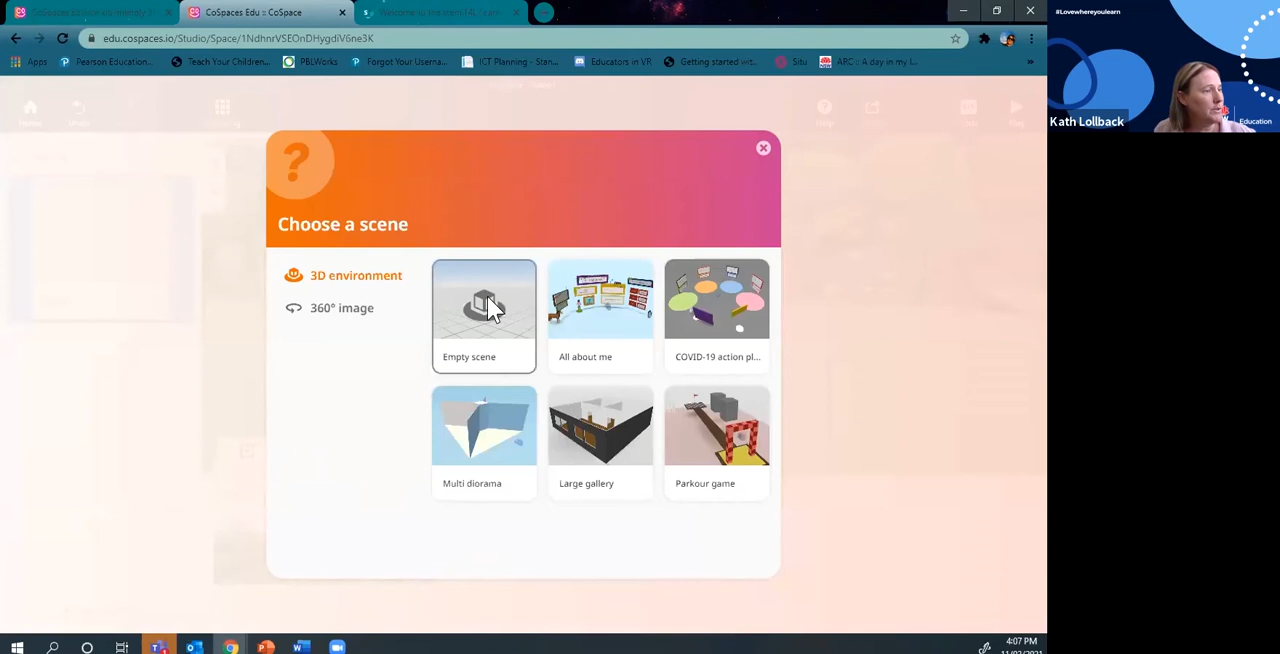 CoSpaces Edu :: CoSpace
edu.cospaces.io/Studio/Space/1NdhnrVSEOnDHygdiV6ne3K
Apps Pearson Education... Teach Your Children... PBLWorks Forgot Your Userna... ICT Planning - Stan... Educators in VR Getting started wit... Situ ARC :: A day in my l... »
#Lovewhereyoulearn
Kath Lollback
Education
?
Help
Choose a scene
3D environment
360° image
Empty scene
All about me
COVID-19 action pl...
Multi diorama
Large gallery
Parkour game
4:07 PM